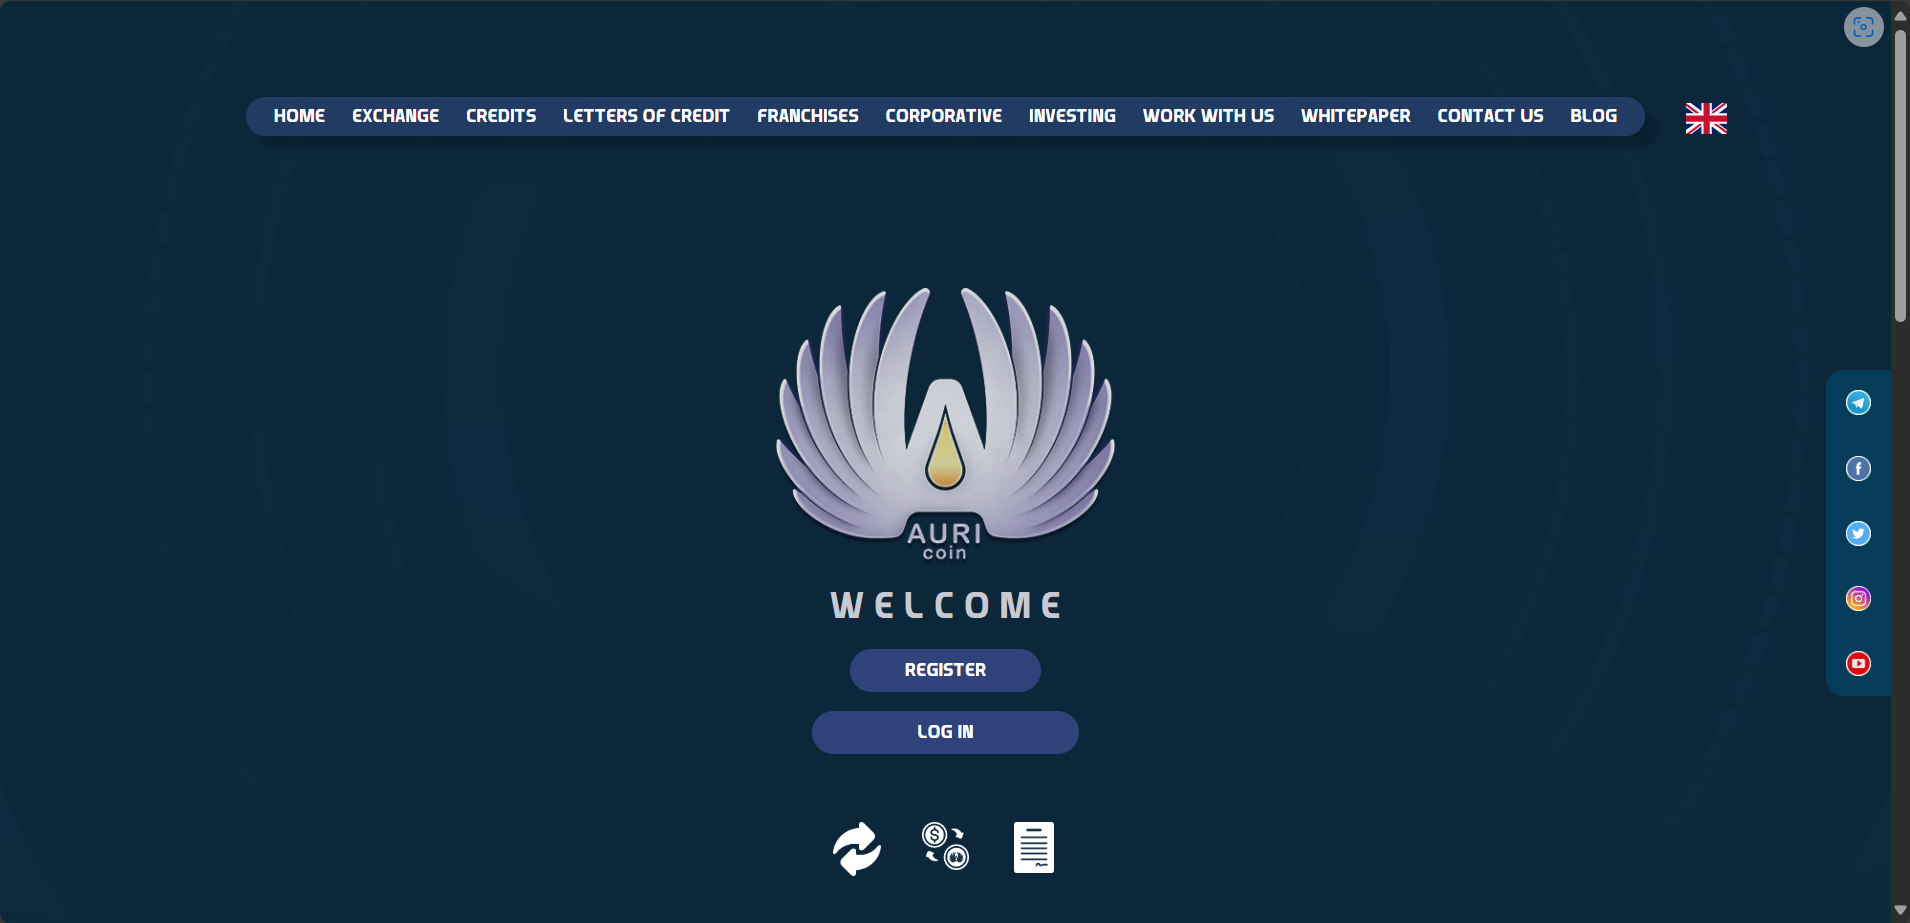 HOME EXCHANGE CREDITS LETTERS OF CREDIT FRANCHISES CORPORATIVE INVESTING WORK WITH US WHITEPAPER CONTACT US BLOG
AURI
coin
WELCOME
REGISTER
LOG IN